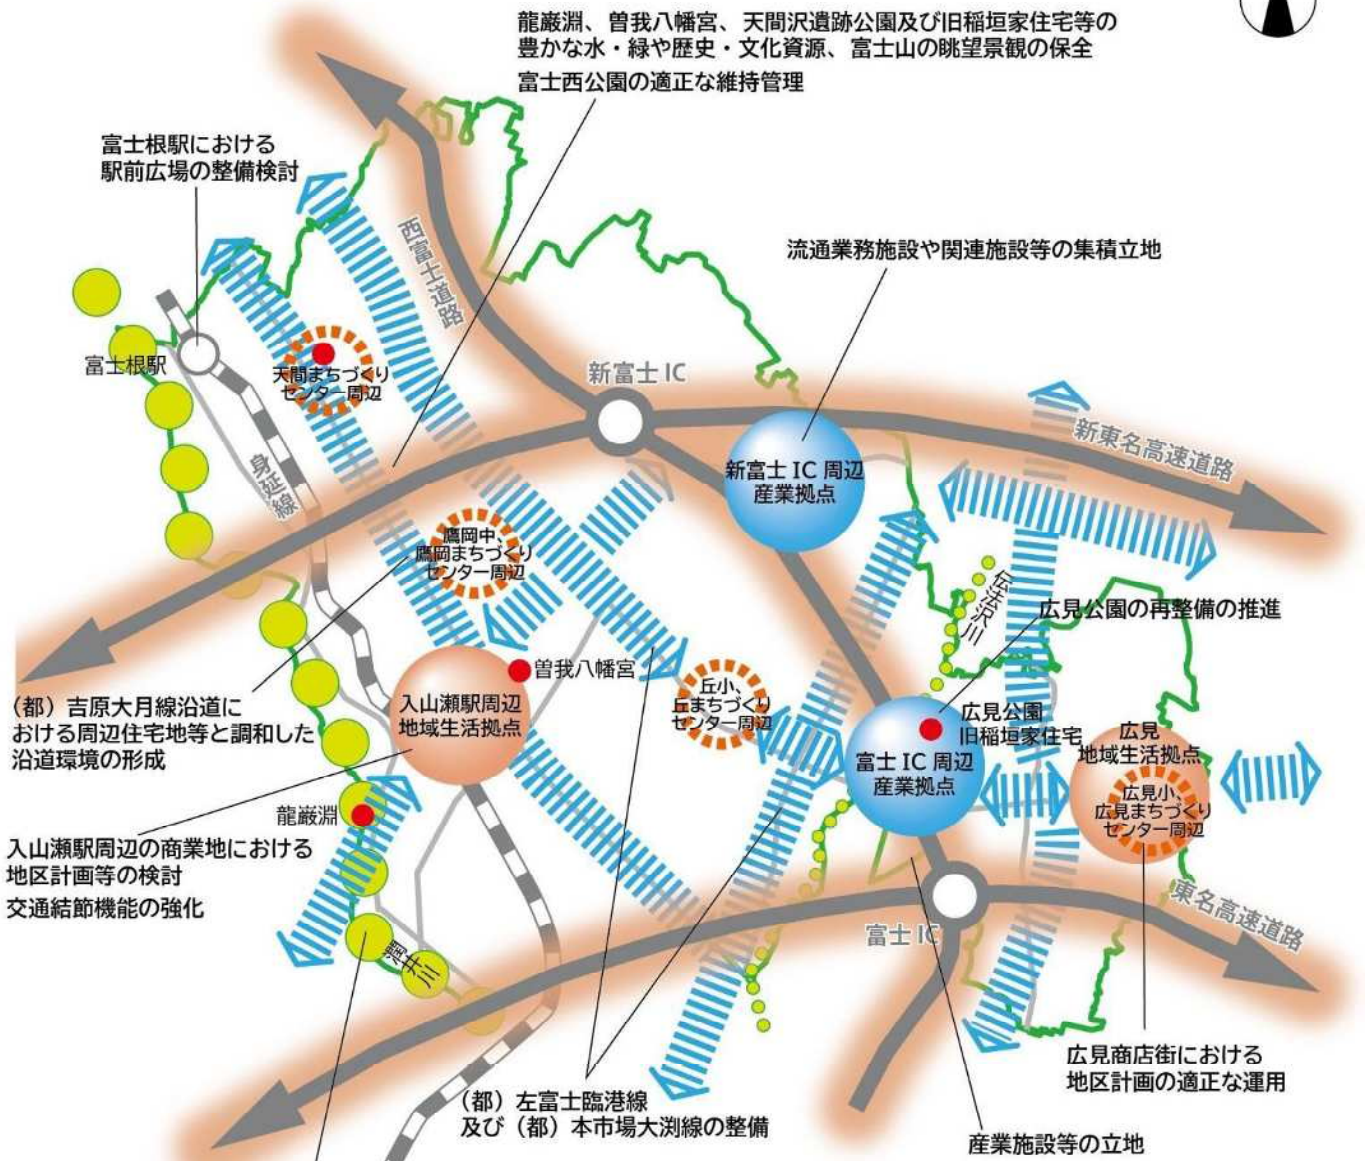 龍巌淵、曽我八幡宮、天間沢遺跡公園及び旧稲垣家住宅等の
豊かな水・緑や歴史・文化資源、富士山の眺望景観の保全
富士西公園の適正な維持管理
富士根駅における
駅前広場の整備検討
西富士道路
流通業務施設や関連施設等の集積立地
富士根駅
天間まちづくり
センター周辺
新富士 IC
新東名高速道路
身延線
新富士 IC 周辺
産業拠点
鷹岡中、
鷹岡まちづくり
センター周辺
伝法沢川
広見公園の再整備の推進
曽我八幡宮
(都)吉原大月線沿道に
おける周辺住宅地等と調和した
沿道環境の形成
入山瀬駅周辺
地域生活拠点
丘小、
丘まちづくり
センター周辺
広見公園
旧稲垣家住宅
富士 IC 周辺
産業拠点
広見
地域生活拠点
広見小、
広見まちづくり
センター周辺
龍巌淵
入山瀬駅周辺の商業地における
地区計画等の検討
交通結節機能の強化
東名高速道路
富士 IC
潤井川
広見商店街における
地区計画の適正な運用
(都)左富士臨港線
及び(都)本市場大渕線の整備
産業施設等の立地